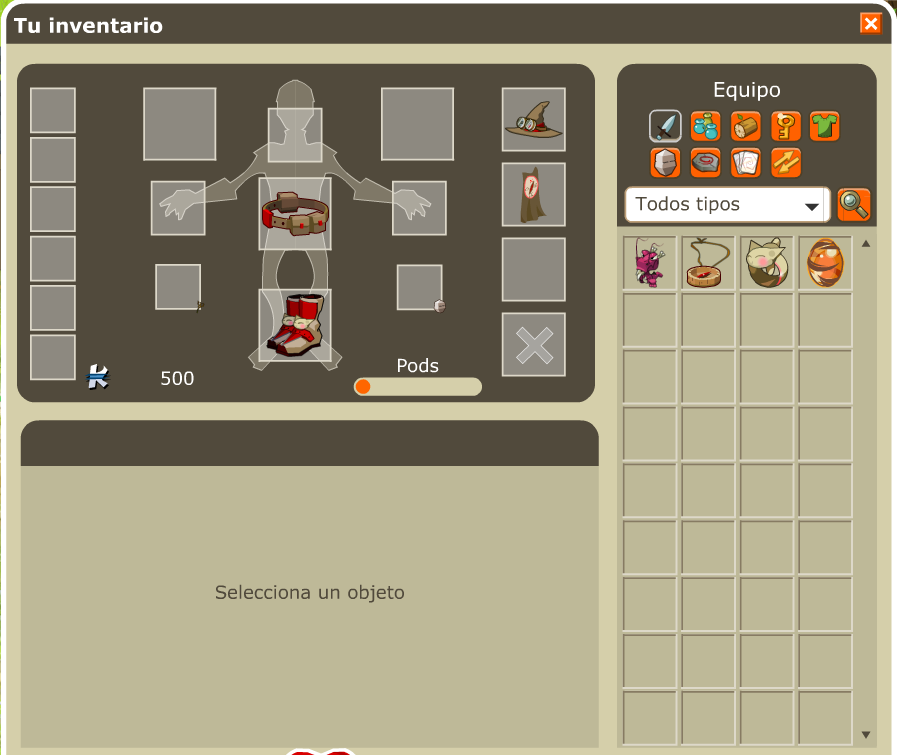 Tu inventario
Equipo
Todos tipos
500
Pods
Selecciona un objeto